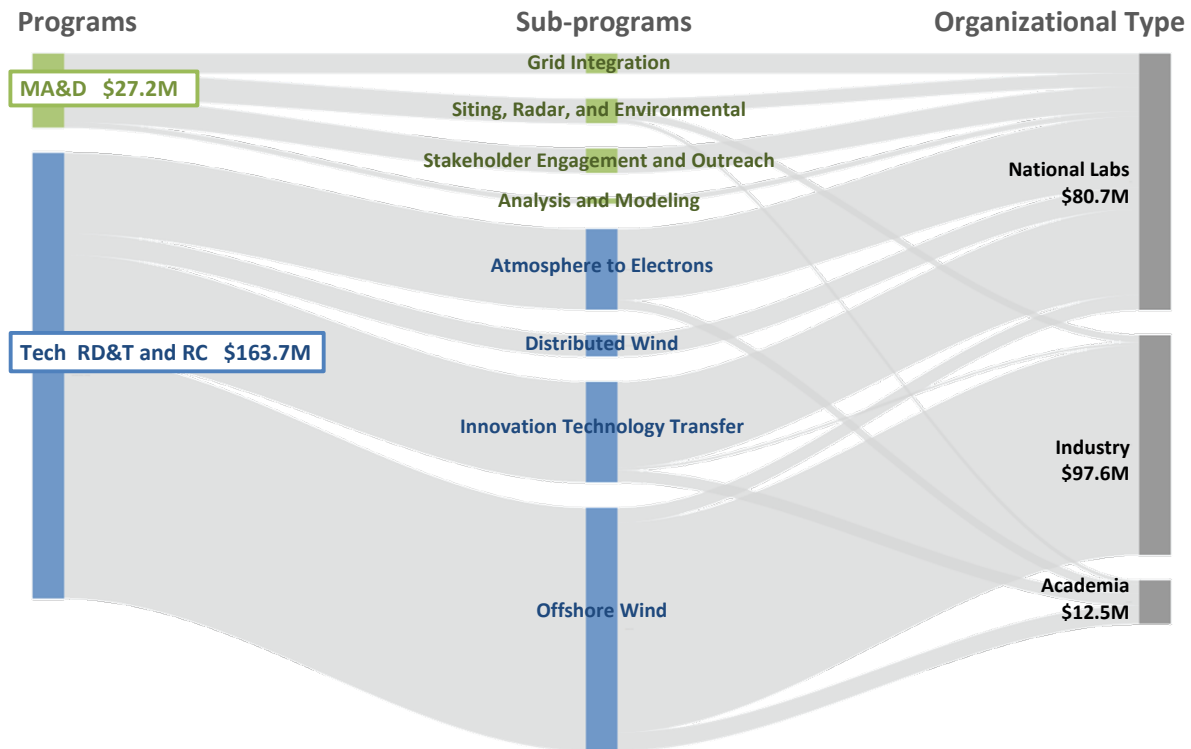 Programs
Sub-programs
Organizational Type
MA&D $27.2M
Tech RD&T and RC $163.7M
Grid Integration
Siting, Radar, and Environmental
Stakeholder Engagement and Outreach
Analysis and Modeling
Atmosphere to Electrons
Distributed Wind
Innovation Technology Transfer
Offshore Wind
National Labs
$80.7M
Industry
$97.6M
Academia
$12.5M